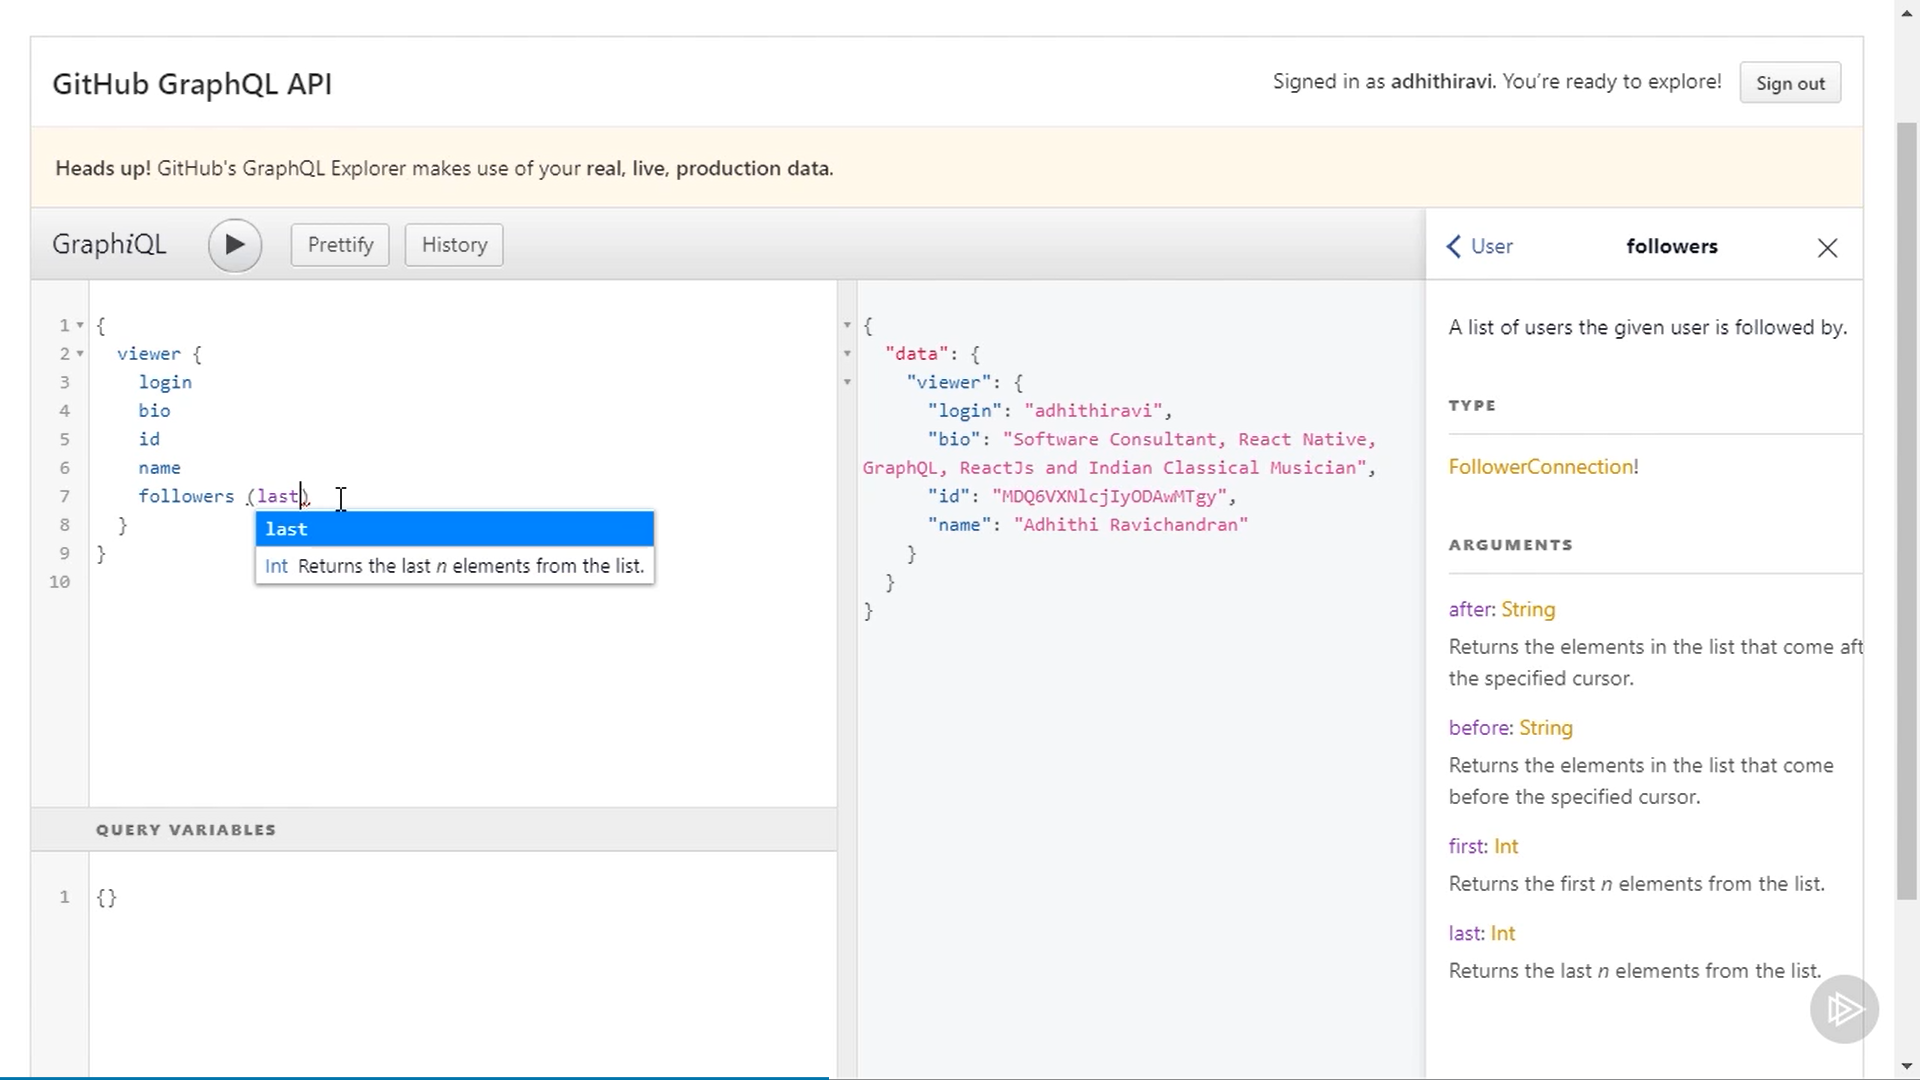 GitHub GraphQL API
Signed in as adhithiravi. You're ready to explore!
Sign out
Heads up! GitHub's GraphQL Explorer makes use of your real, live, production data.
GraphiQL
Prettify
History
1 {
2 viewer {
3 login
4 bio
5 id
6 name
7 followers (last)
8 }
9 }
10
last
Int Returns the last n elements from the list.
QUERY VARIABLES
1 {}
{
"data": {
"viewer": {
"login": "adhithiravi",
"bio": "Software Consultant, React Native,
GraphQL, ReactJs and Indian Classical Musician",
"id": "MDQ6VXNlcjIyODAwMTgy",
"name": "Adhithi Ravichandran"
}
}
}
User
followers
A list of users the given user is followed by.
TYPE
FollowerConnection!
ARGUMENTS
after: String
Returns the elements in the list that come aft
the specified cursor.
before: String
Returns the elements in the list that come
before the specified cursor.
first: Int
Returns the first n elements from the list.
last: Int
Returns the last n elements from the list.